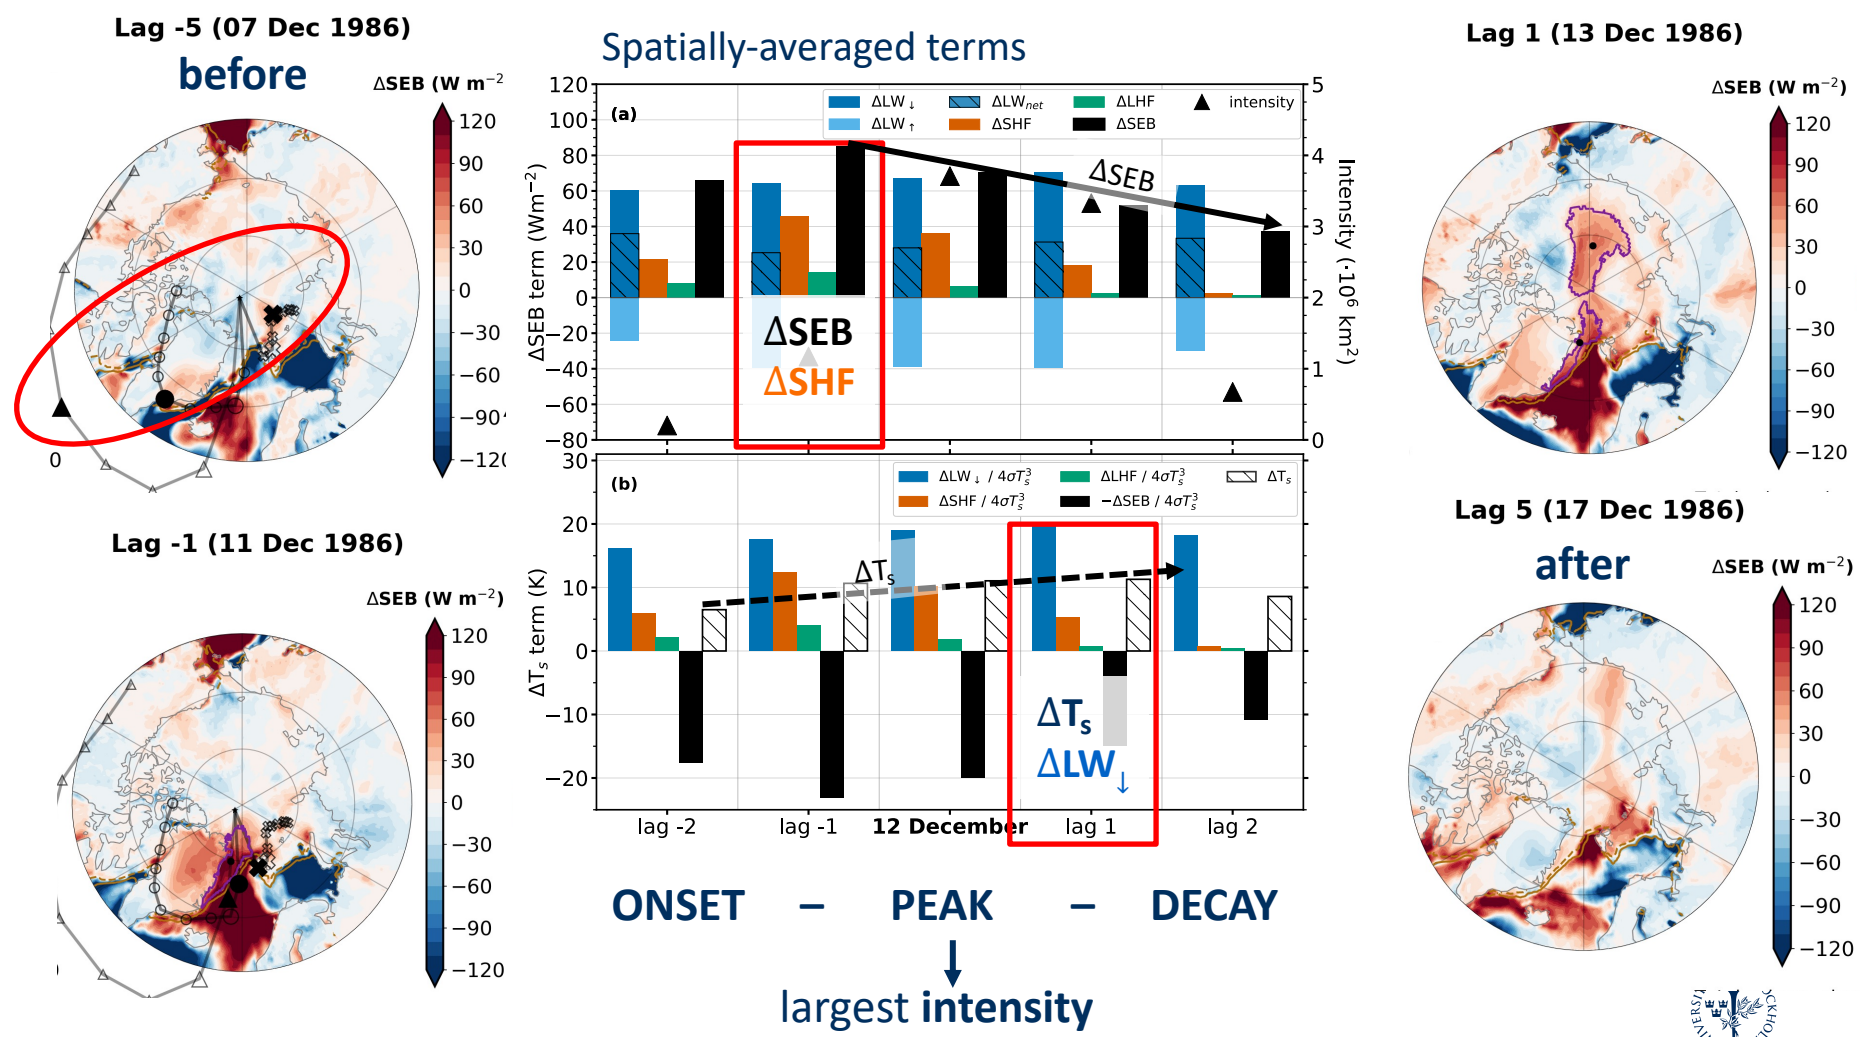 Lag -5 (07 Dec 1986)
before
ΔSEB (W m⁻²
120
90
60
30
0
−30
−60
−90
−120
0
Lag -1 (11 Dec 1986)
ΔSEB (W m⁻²)
120
90
60
30
0
−30
−60
−90
−120
Spatially-averaged terms
120
100
80
60
40
20
0
−20
−40
−60
−80
ΔSEB term (Wm⁻²)
(a)
ΔLW↓ ΔLWnet ΔLHF intensity
ΔLW↑ ΔSHF ΔSEB
ΔSEB
ΔSEB
ΔSHF
5
4
3
2
1
0
Intensity (·10⁶ km²)
30
20
10
0
−10
−20
ΔTs term (K)
(b)
ΔLW↓ / 4σTs³ ΔLHF / 4σTs³ ΔTs
ΔSHF / 4σTs³ −ΔSEB / 4σTs³
ΔTs
ΔTs
ΔLW↓
lag -2 lag -1 12 December lag 1 lag 2
ONSET – PEAK – DECAY
largest intensity
Lag 1 (13 Dec 1986)
ΔSEB (W m⁻²)
120
90
60
30
0
−30
−60
−90
−120
Lag 5 (17 Dec 1986)
after
ΔSEB (W m⁻²)
120
90
60
30
0
−30
−60
−90
−120